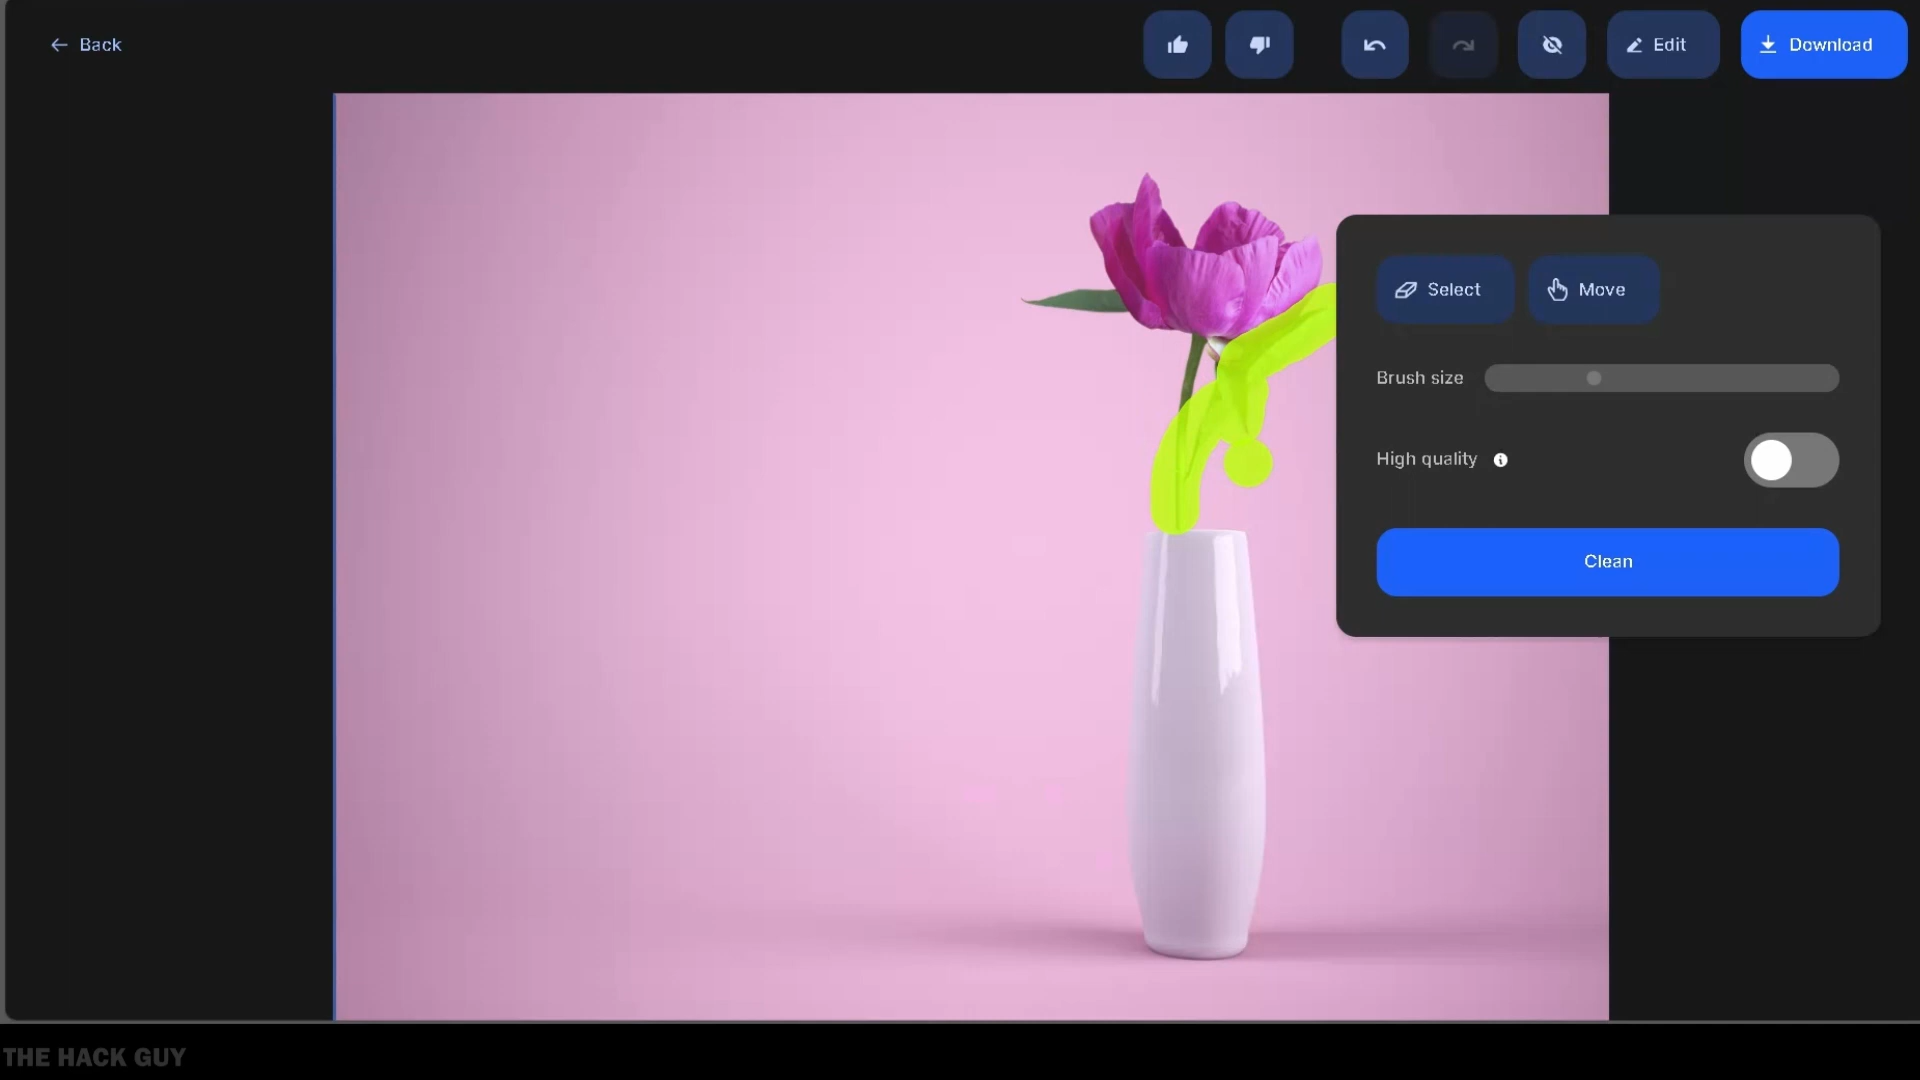 Back
Edit
Download
Select
Move
Brush size
High quality
Clean
THE HACK GUY